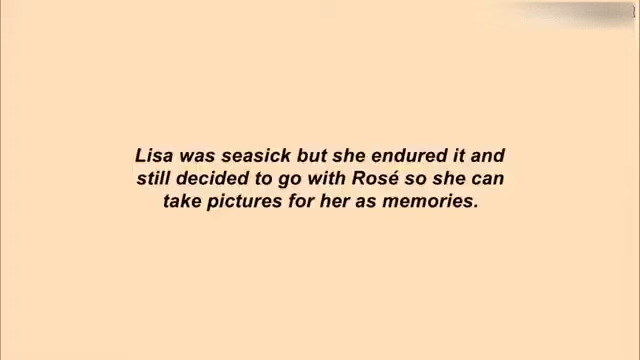 Lisa was seasick but she endured it and
still decided to go with Rosé so she can
take pictures for her as memories.